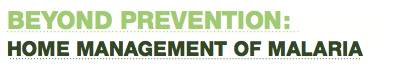 BEYOND PREVENTION:
HOME MANAGEMENT OF MALARIA